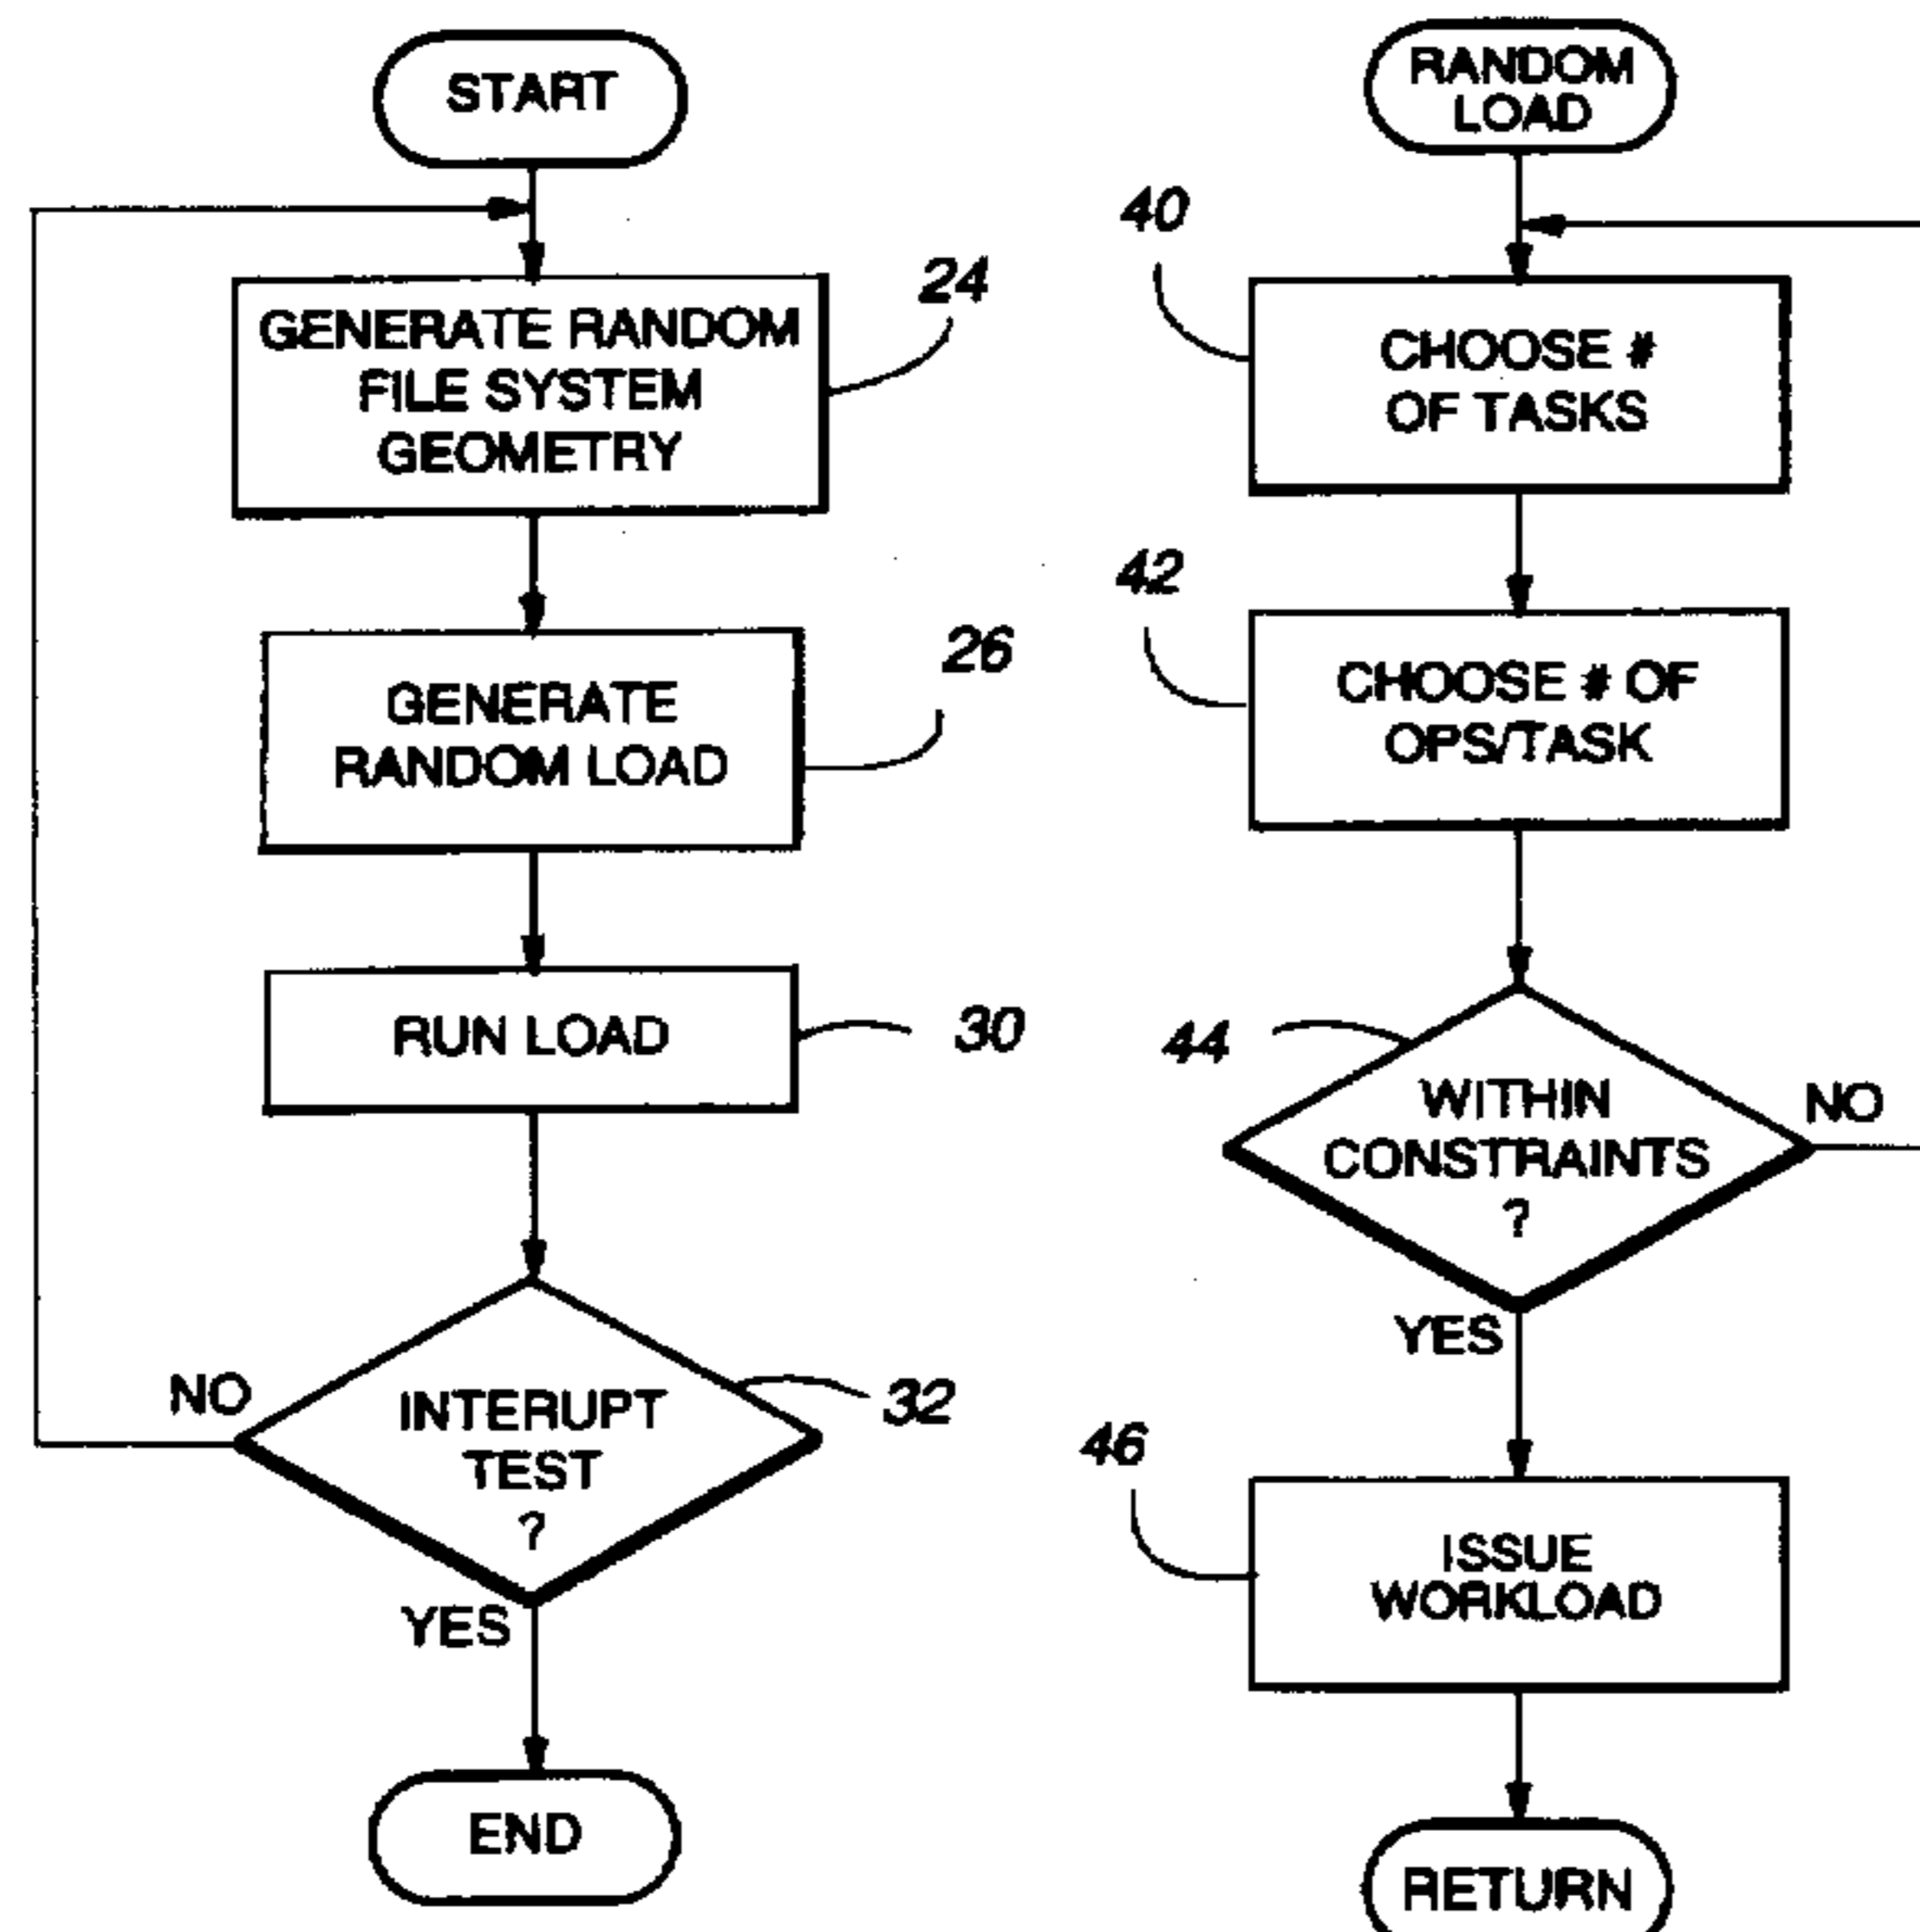 START
GENERATE RANDOM
FILE SYSTEM
GEOMETRY
24
GENERATE
RANDOM LOAD
26
RUN LOAD
30
INTERUPT
TEST
?
32
NO
YES
END
RANDOM
LOAD
40
CHOOSE #
OF TASKS
42
CHOOSE # OF
OPS/TASK
44
WITHIN
CONSTRAINTS
?
NO
YES
46
ISSUE
WORKLOAD
RETURN